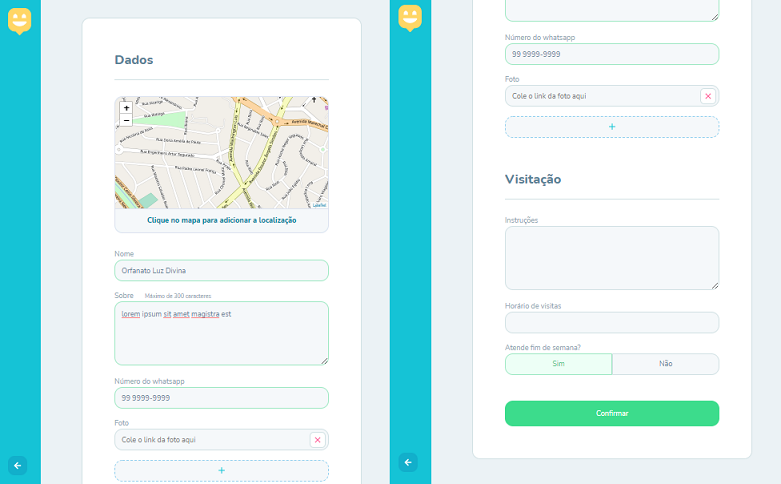 Dados
+
−
Leaflet
Clique no mapa para adicionar a localização
Nome
Orfanato Luz Divina
Sobre Máximo de 300 caracteres
lorem ipsum sit amet magistra est
Número do whatsapp
99 9999-9999
Foto
Cole o link da foto aqui
+
Número do whatsapp
99 9999-9999
Foto
Cole o link da foto aqui
+
Visitação
Instruções
Horário de visitas
Atende fim de semana?
Sim Não
Confirmar